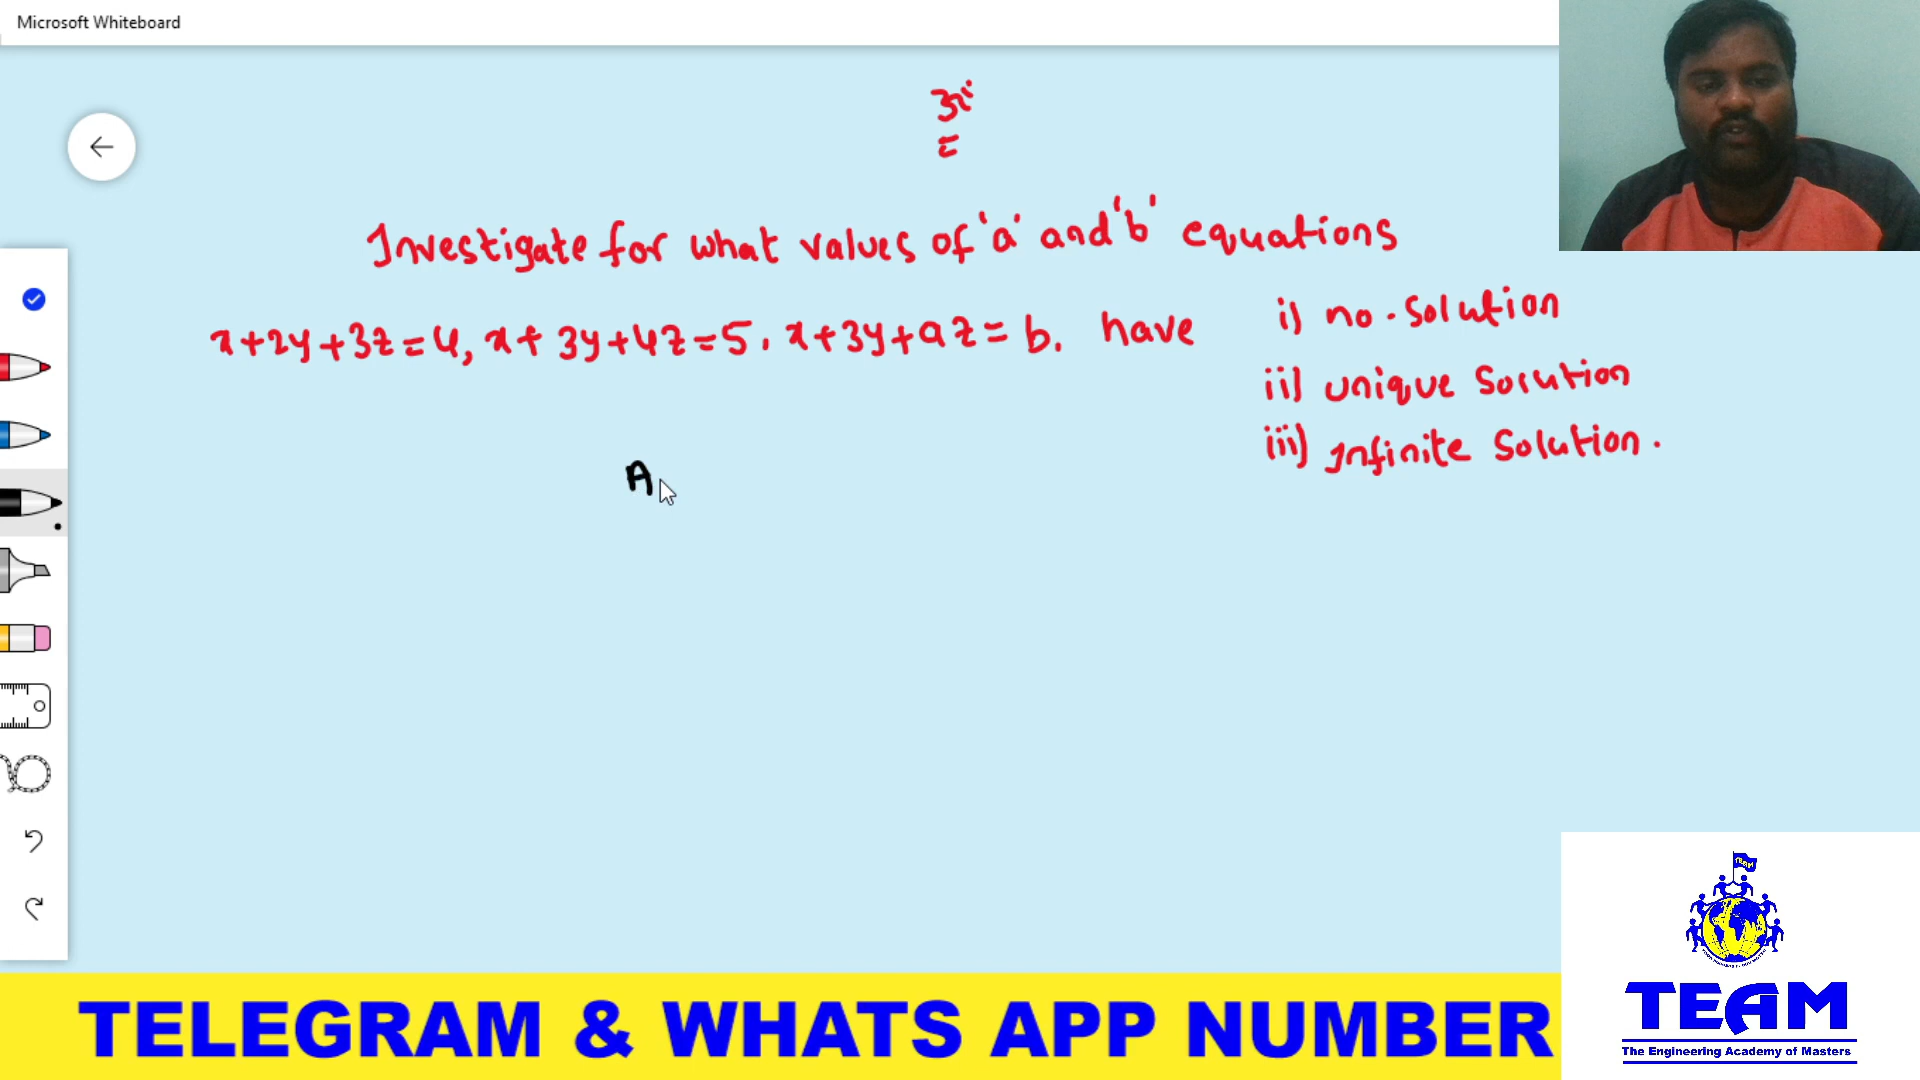 Microsoft Whiteboard
Investigate for what values of 'a' and 'b' equations
x+2y+3z=4, x+3y+4z=5, x+3y+az=b. have
i) no.solution
ii) unique solution
iii) Infinite solution.
A
TELEGRAM & WHATS APP NUMBER
TEAM
The Engineering Academy of Masters